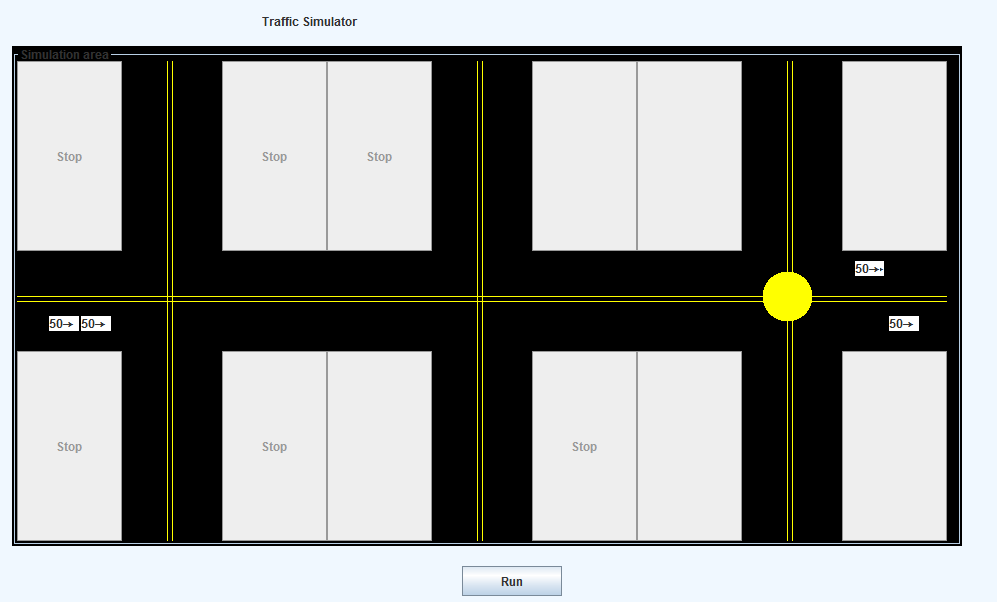 Traffic Simulator
Simulation area
Stop Stop Stop
50→→
50→ 50→ 50→
Stop Stop Stop
Run